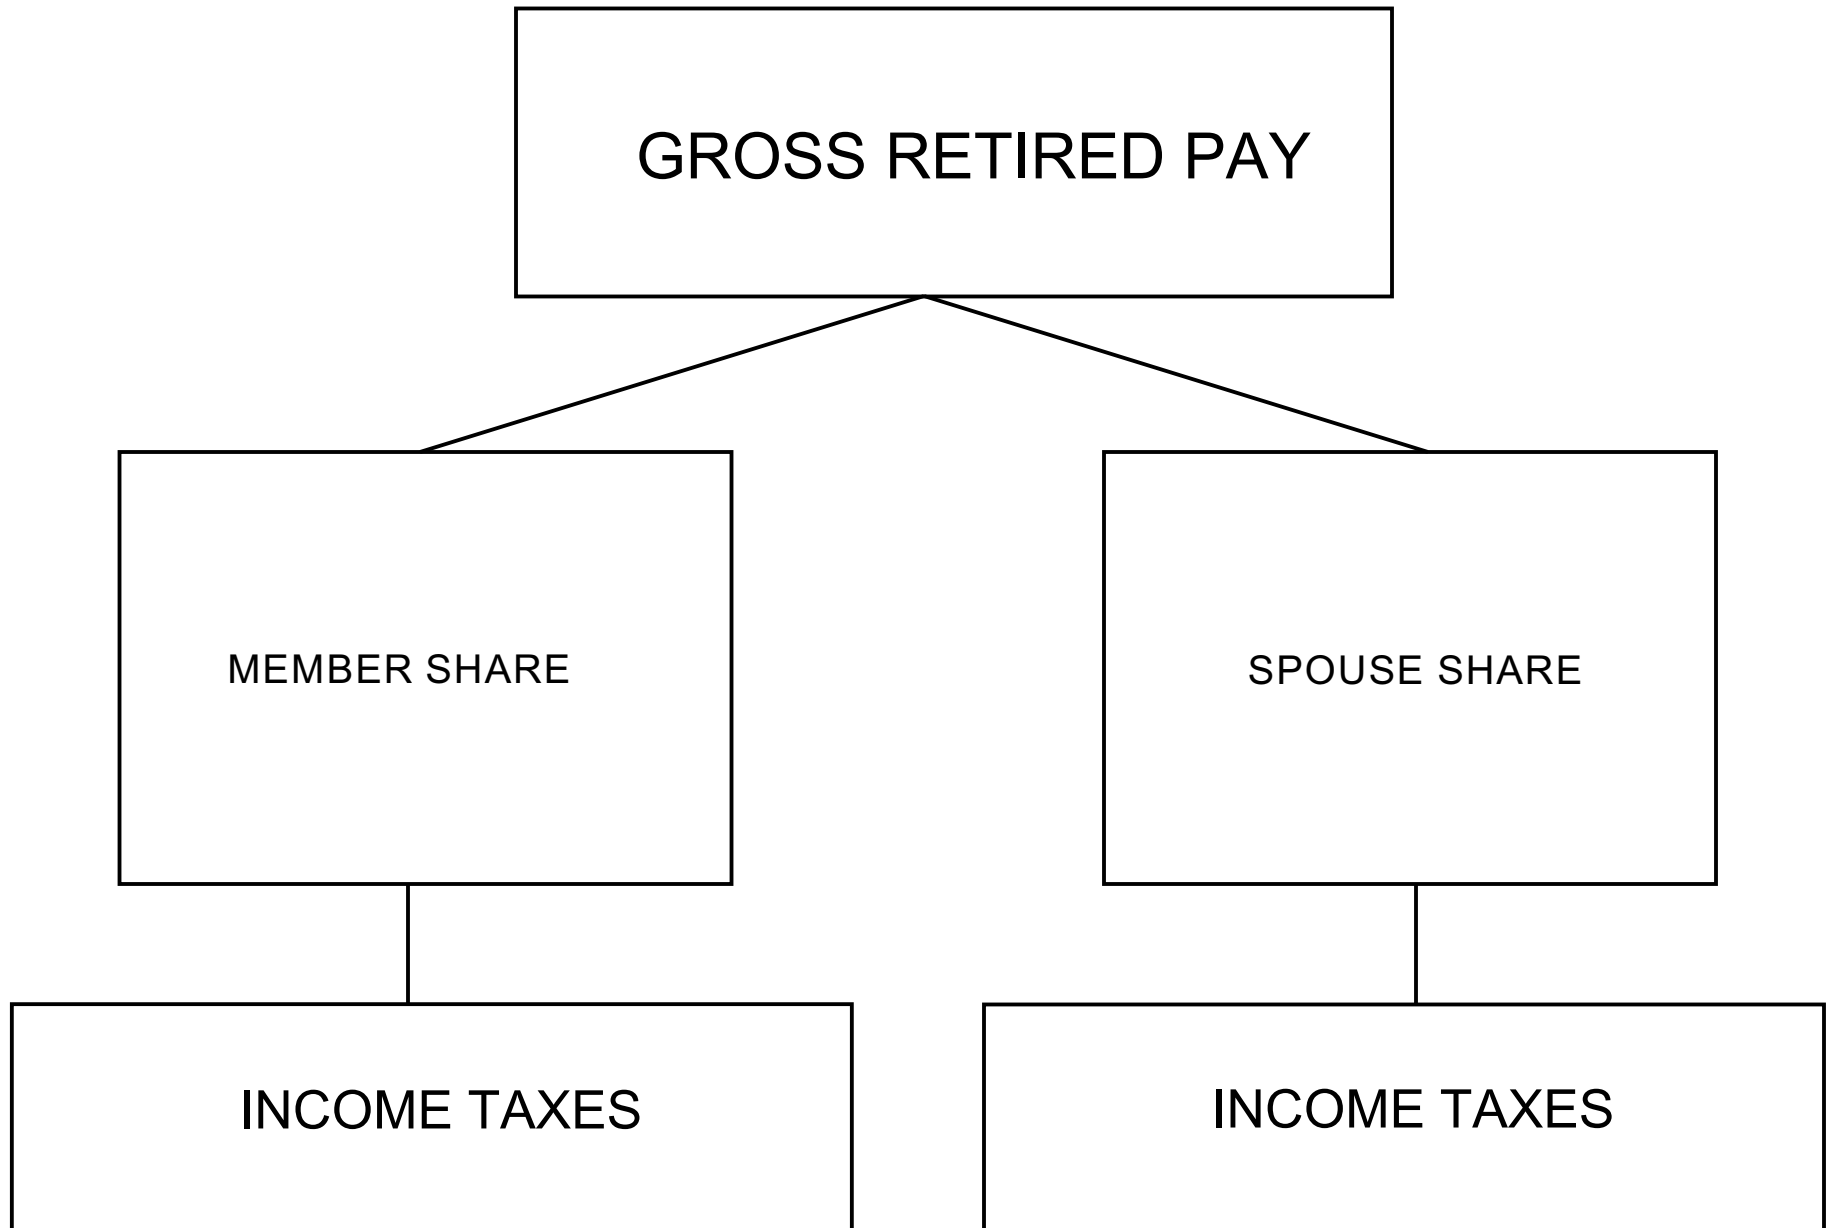 GROSS RETIRED PAY
MEMBER SHARE
SPOUSE SHARE
INCOME TAXES
INCOME TAXES